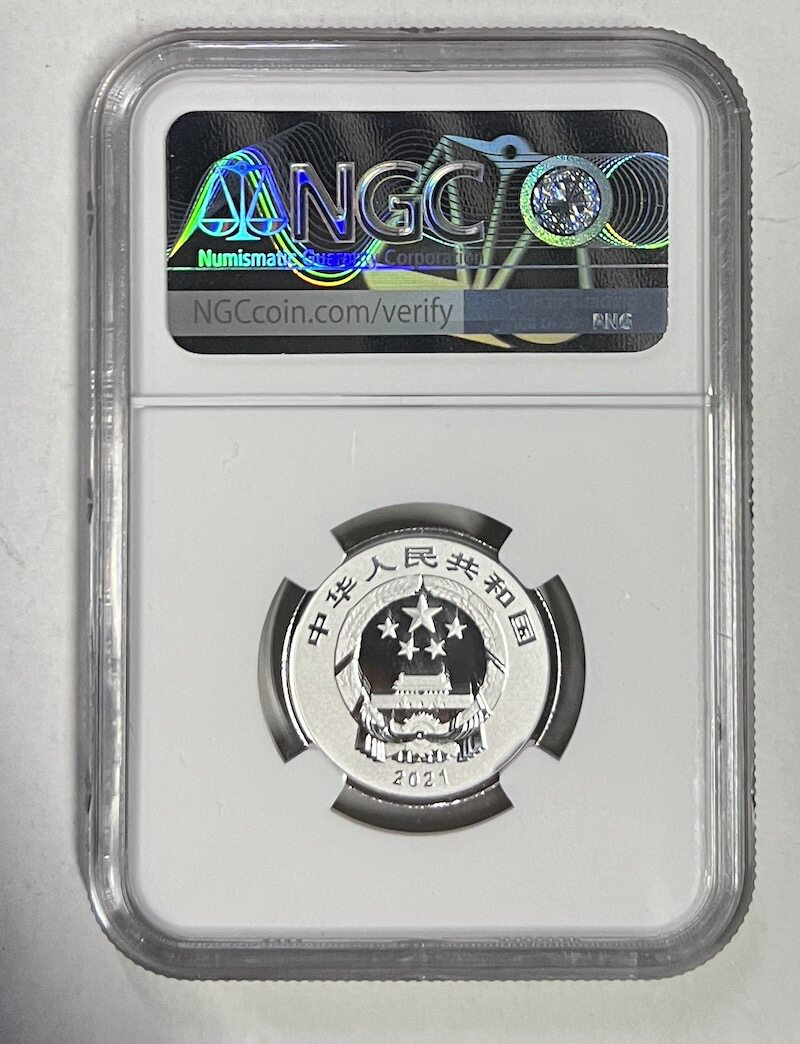 NGC
Numismatic Guaranty Corporation
NGCcoin.com/verify
PNG
中华人民共和国
2021